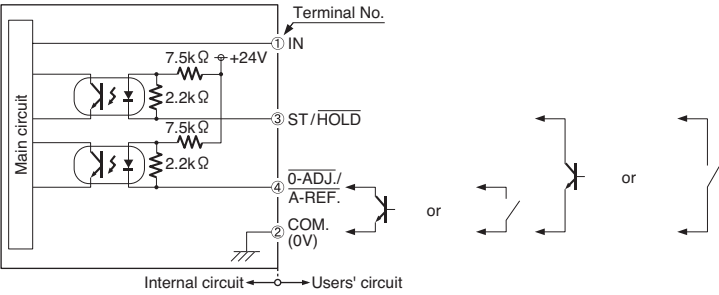 Terminal No.
① IN
7.5kΩ +24V
2.2kΩ
③ ST/HOLD
7.5kΩ
2.2kΩ
Main circuit
④ 0-ADJ./
A-REF.
or
or
② COM.
(0V)
Internal circuit
Users' circuit